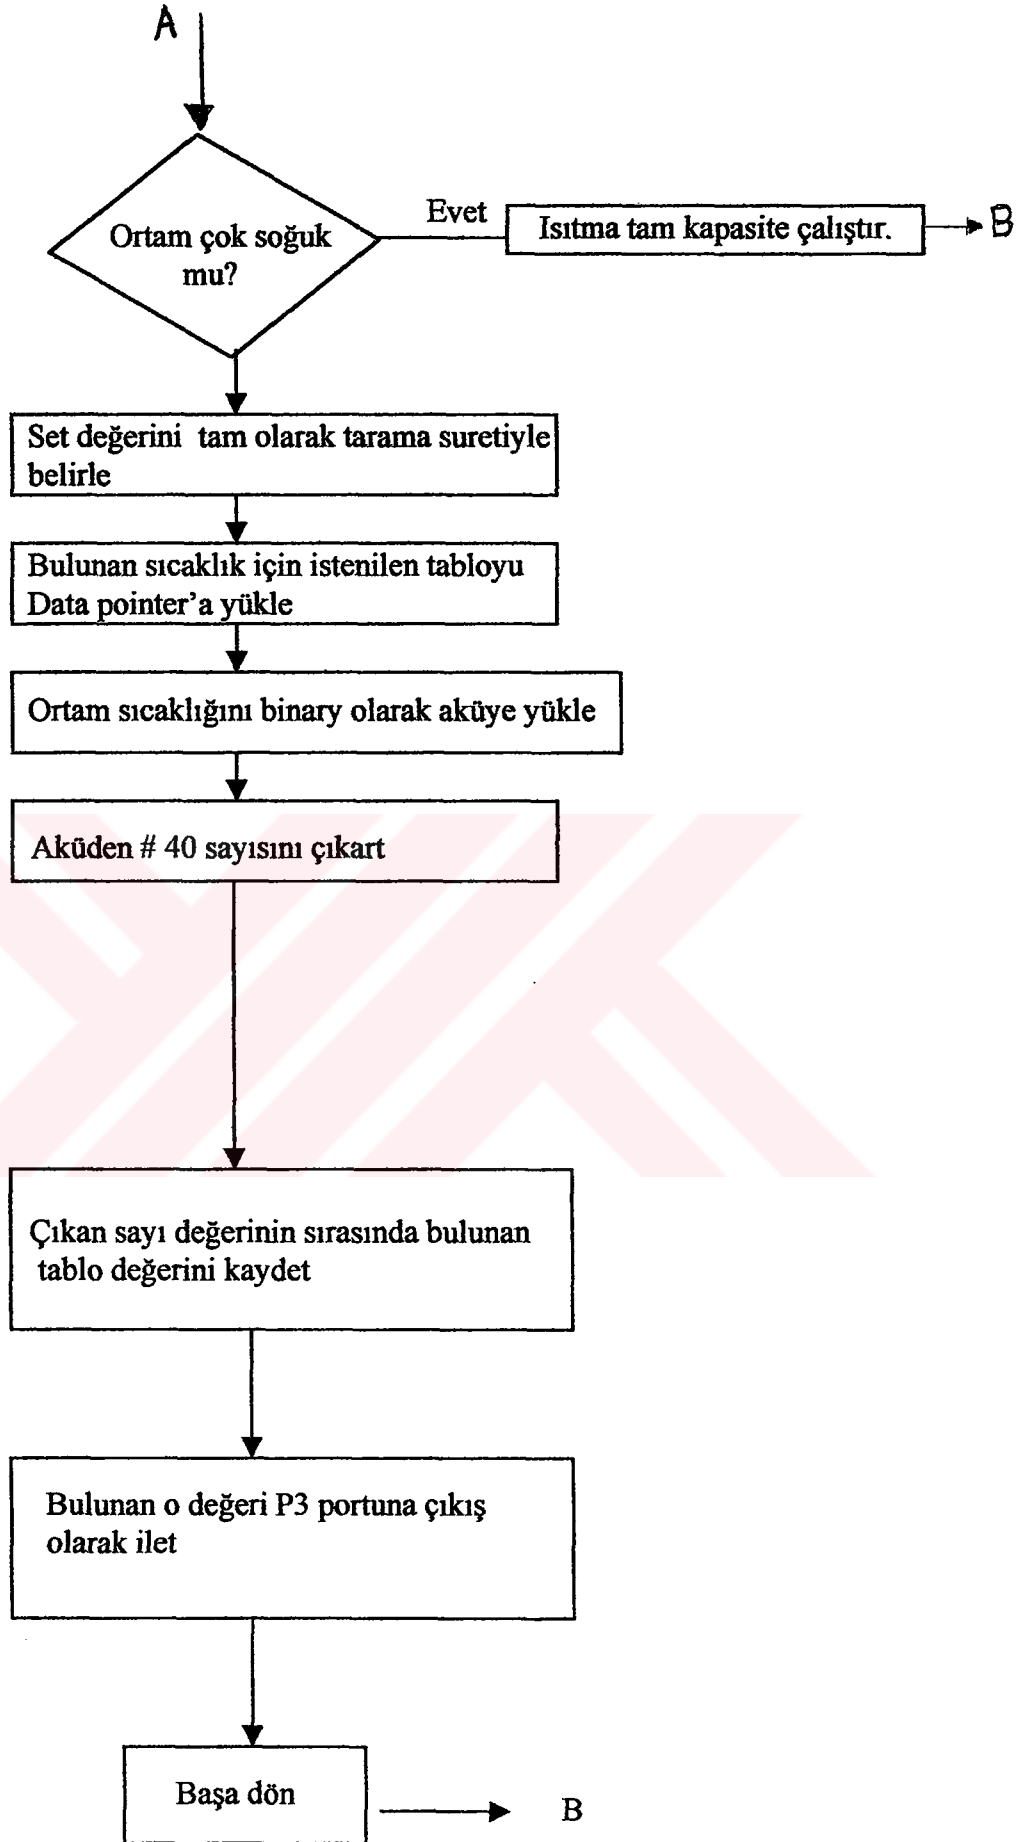 A
Ortam çok soğuk
mu?
Evet
Isıtma tam kapasite çalıştır.
B
Set değerini tam olarak tarama suretiyle
belirle
Bulunan sıcaklık için istenilen tabloyu
Data pointer'a yükle
Ortam sıcaklığını binary olarak aküye yükle
Aküden # 40 sayısını çıkart
Çıkan sayı değerinin sırasında bulunan
tablo değerini kaydet
Bulunan o değeri P3 portuna çıkış
olarak ilet
Başa dön
B